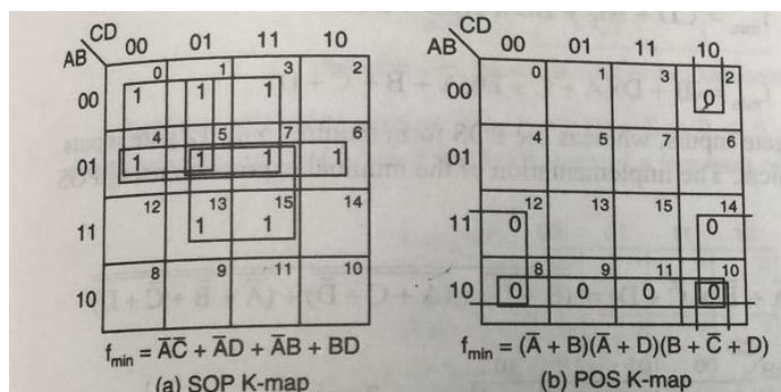 CD
AB 00 01 11 10
0 1 3 2
00 1 1 1
4 5 7 6
01 1 1 1 1
12 13 15 14
11 1 1
8 9 11 10
10
f_min = A̅C̅ + A̅D + A̅B + BD
(a) SOP K-map
CD
AB 00 01 11 10
0 1 3 2
00 0
4 5 7 6
01
12 13 15 14
11 0 0
8 9 11 10
10 0 0 0 0
f_min = (A̅ + B)(A̅ + D)(B + C̅ + D)
(b) POS K-map